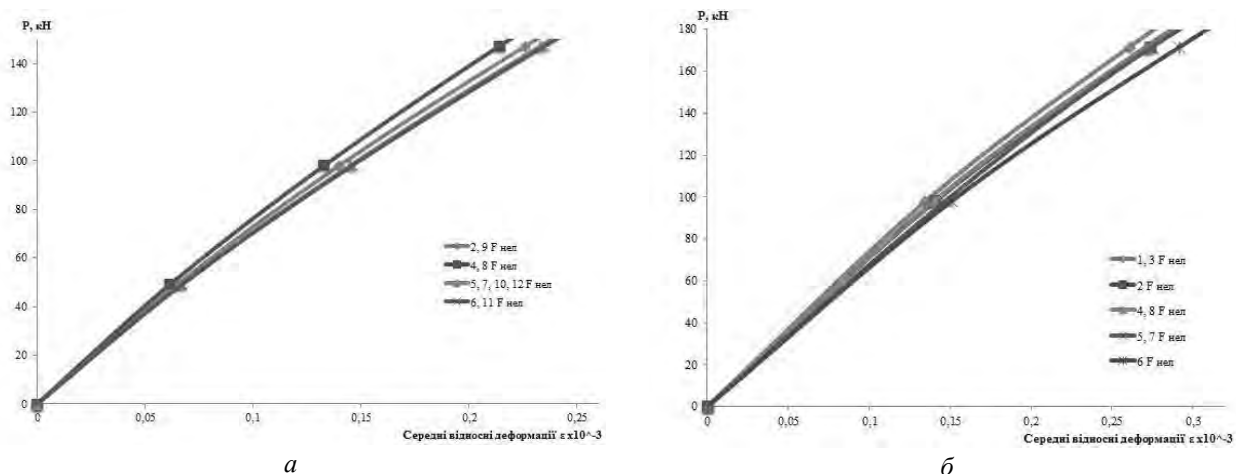 P, кН
140
120
100
80
60
40
20
0
0
0,05
0,1
0,15
0,2
0,25
2, 9 F нел
4, 8 F нел
5, 7, 10, 12 F нел
6, 11 F нел
Середні відносні деформації ε x10^-3
а
P, кН
180
160
140
120
100
80
60
40
20
0
0
0,05
0,1
0,15
0,2
0,25
0,3
1, 3 F нел
2 F нел
4, 8 F нел
5, 7 F нел
6 F нел
Середні відносні деформації ε x10^-3
б